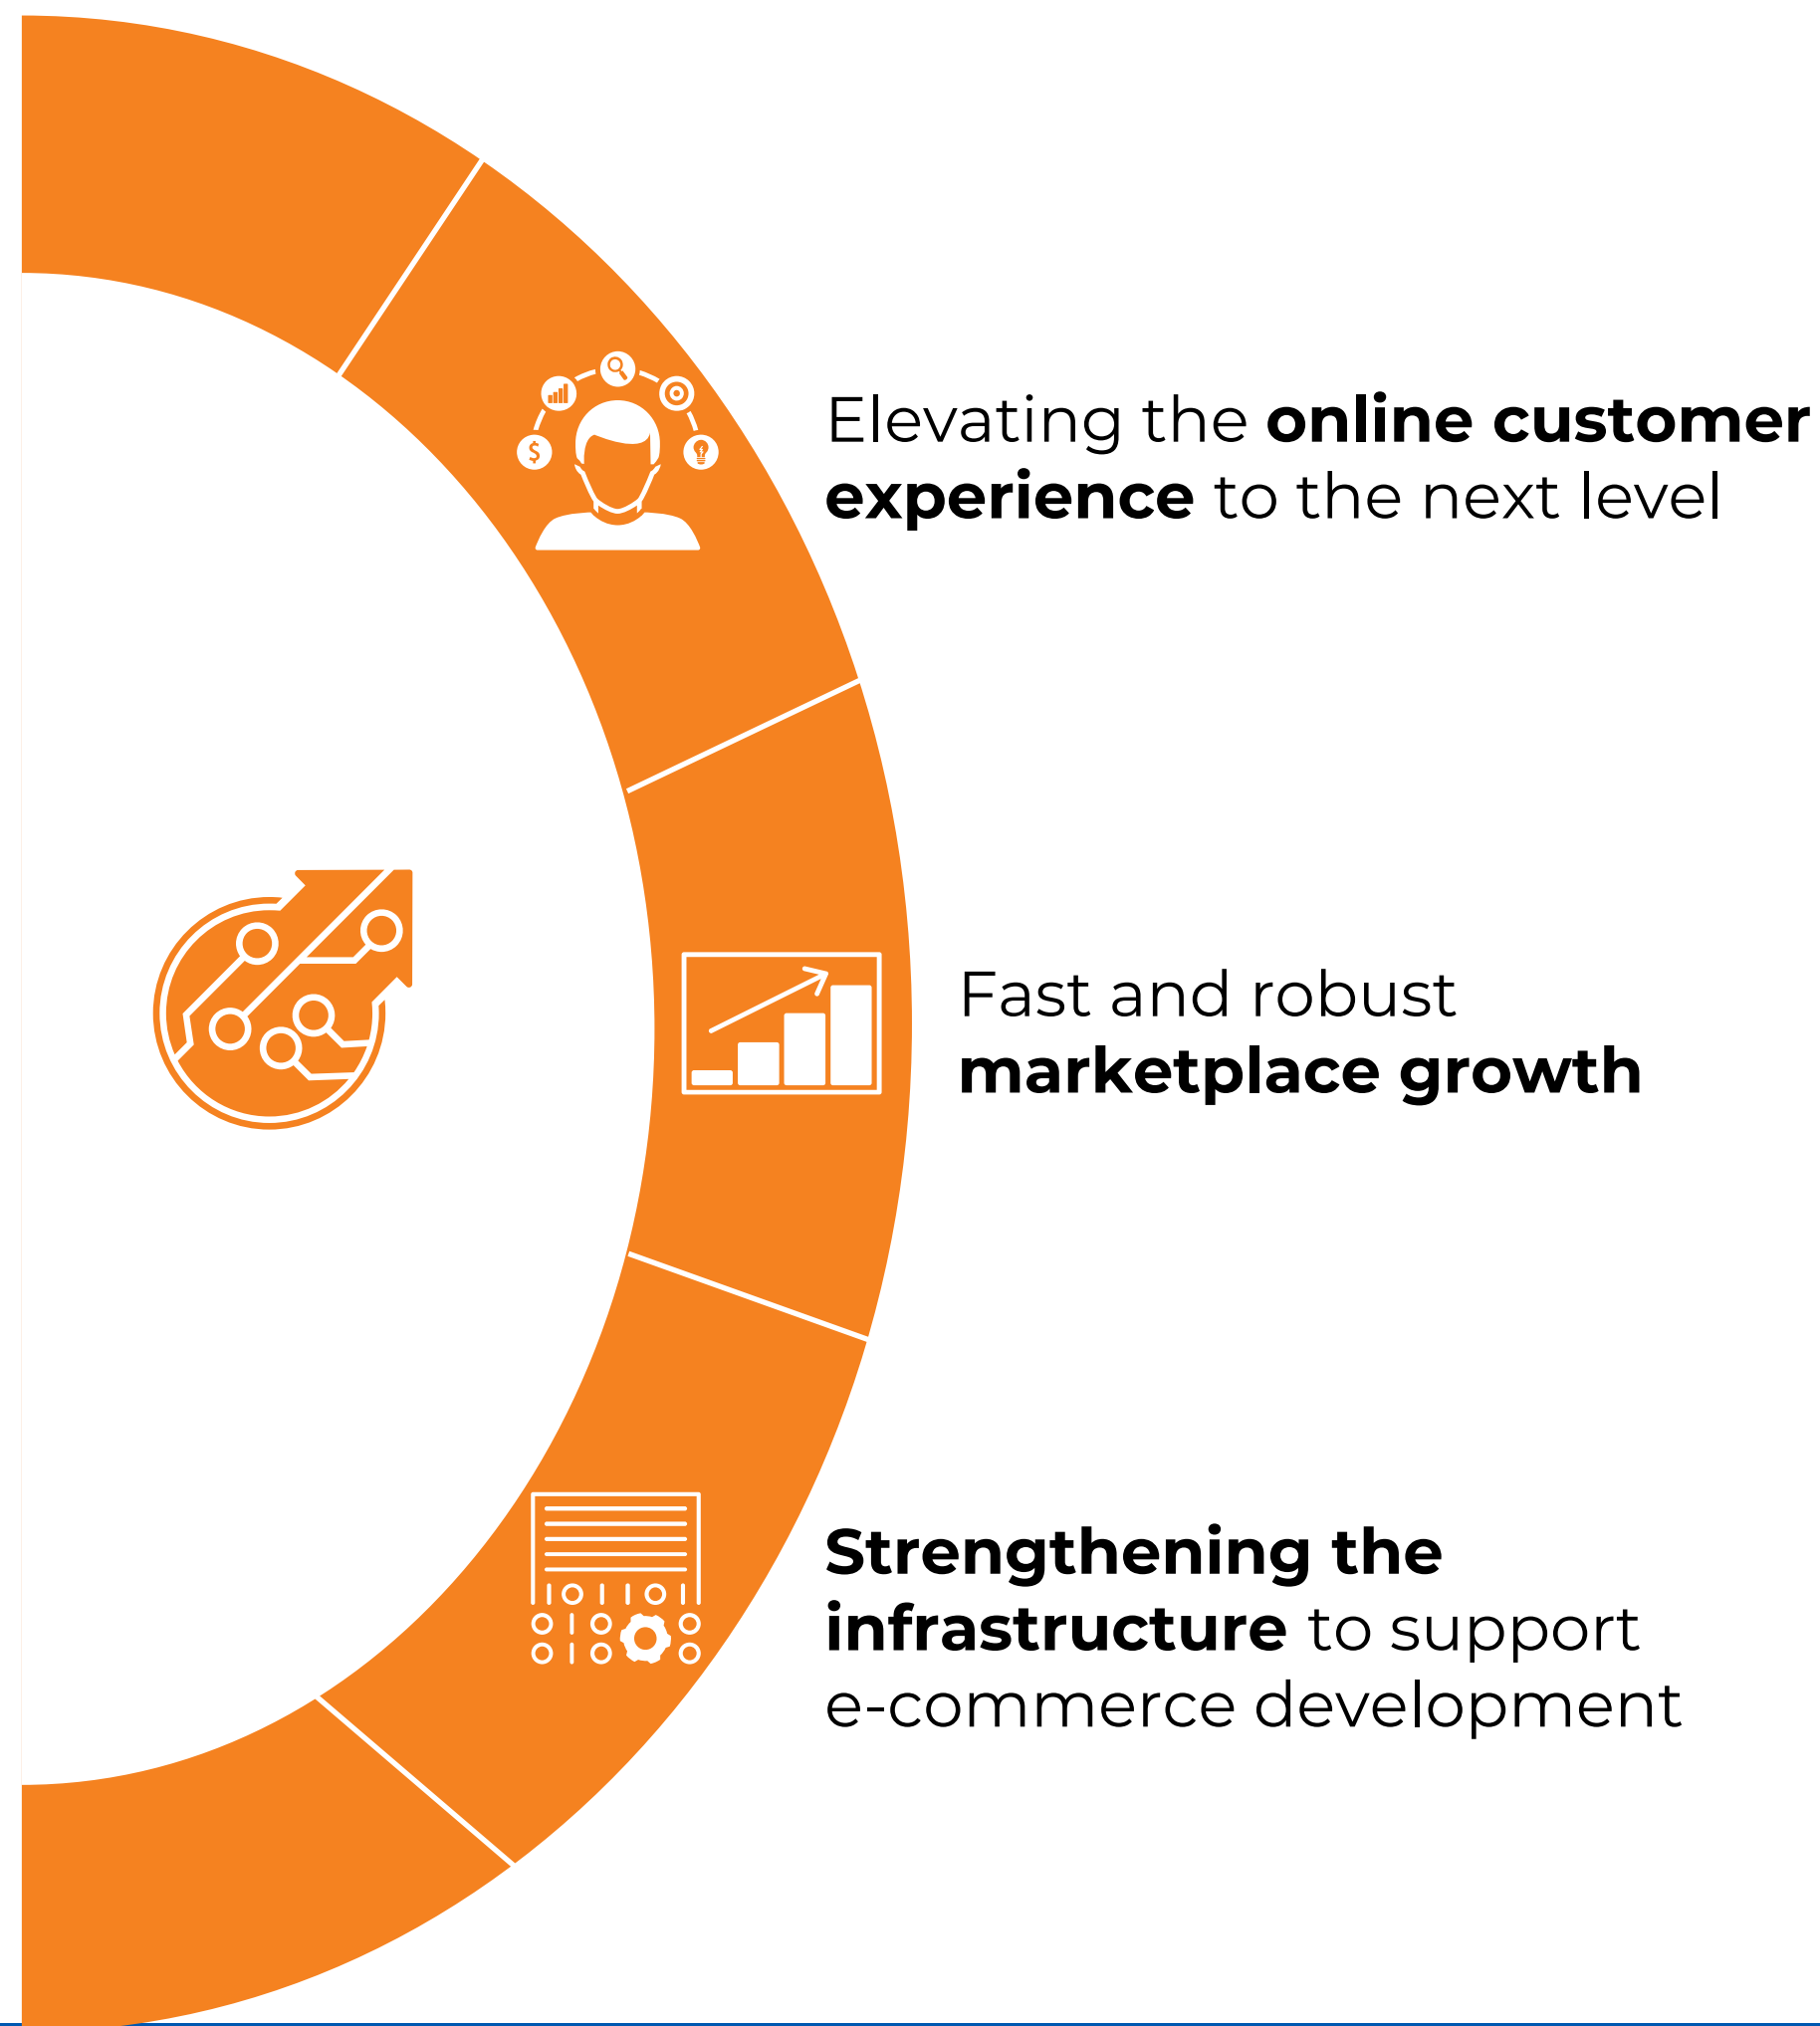 Elevating the online customer
experience to the next level
Fast and robust
marketplace growth
Strengthening the
infrastructure to support
e-commerce development